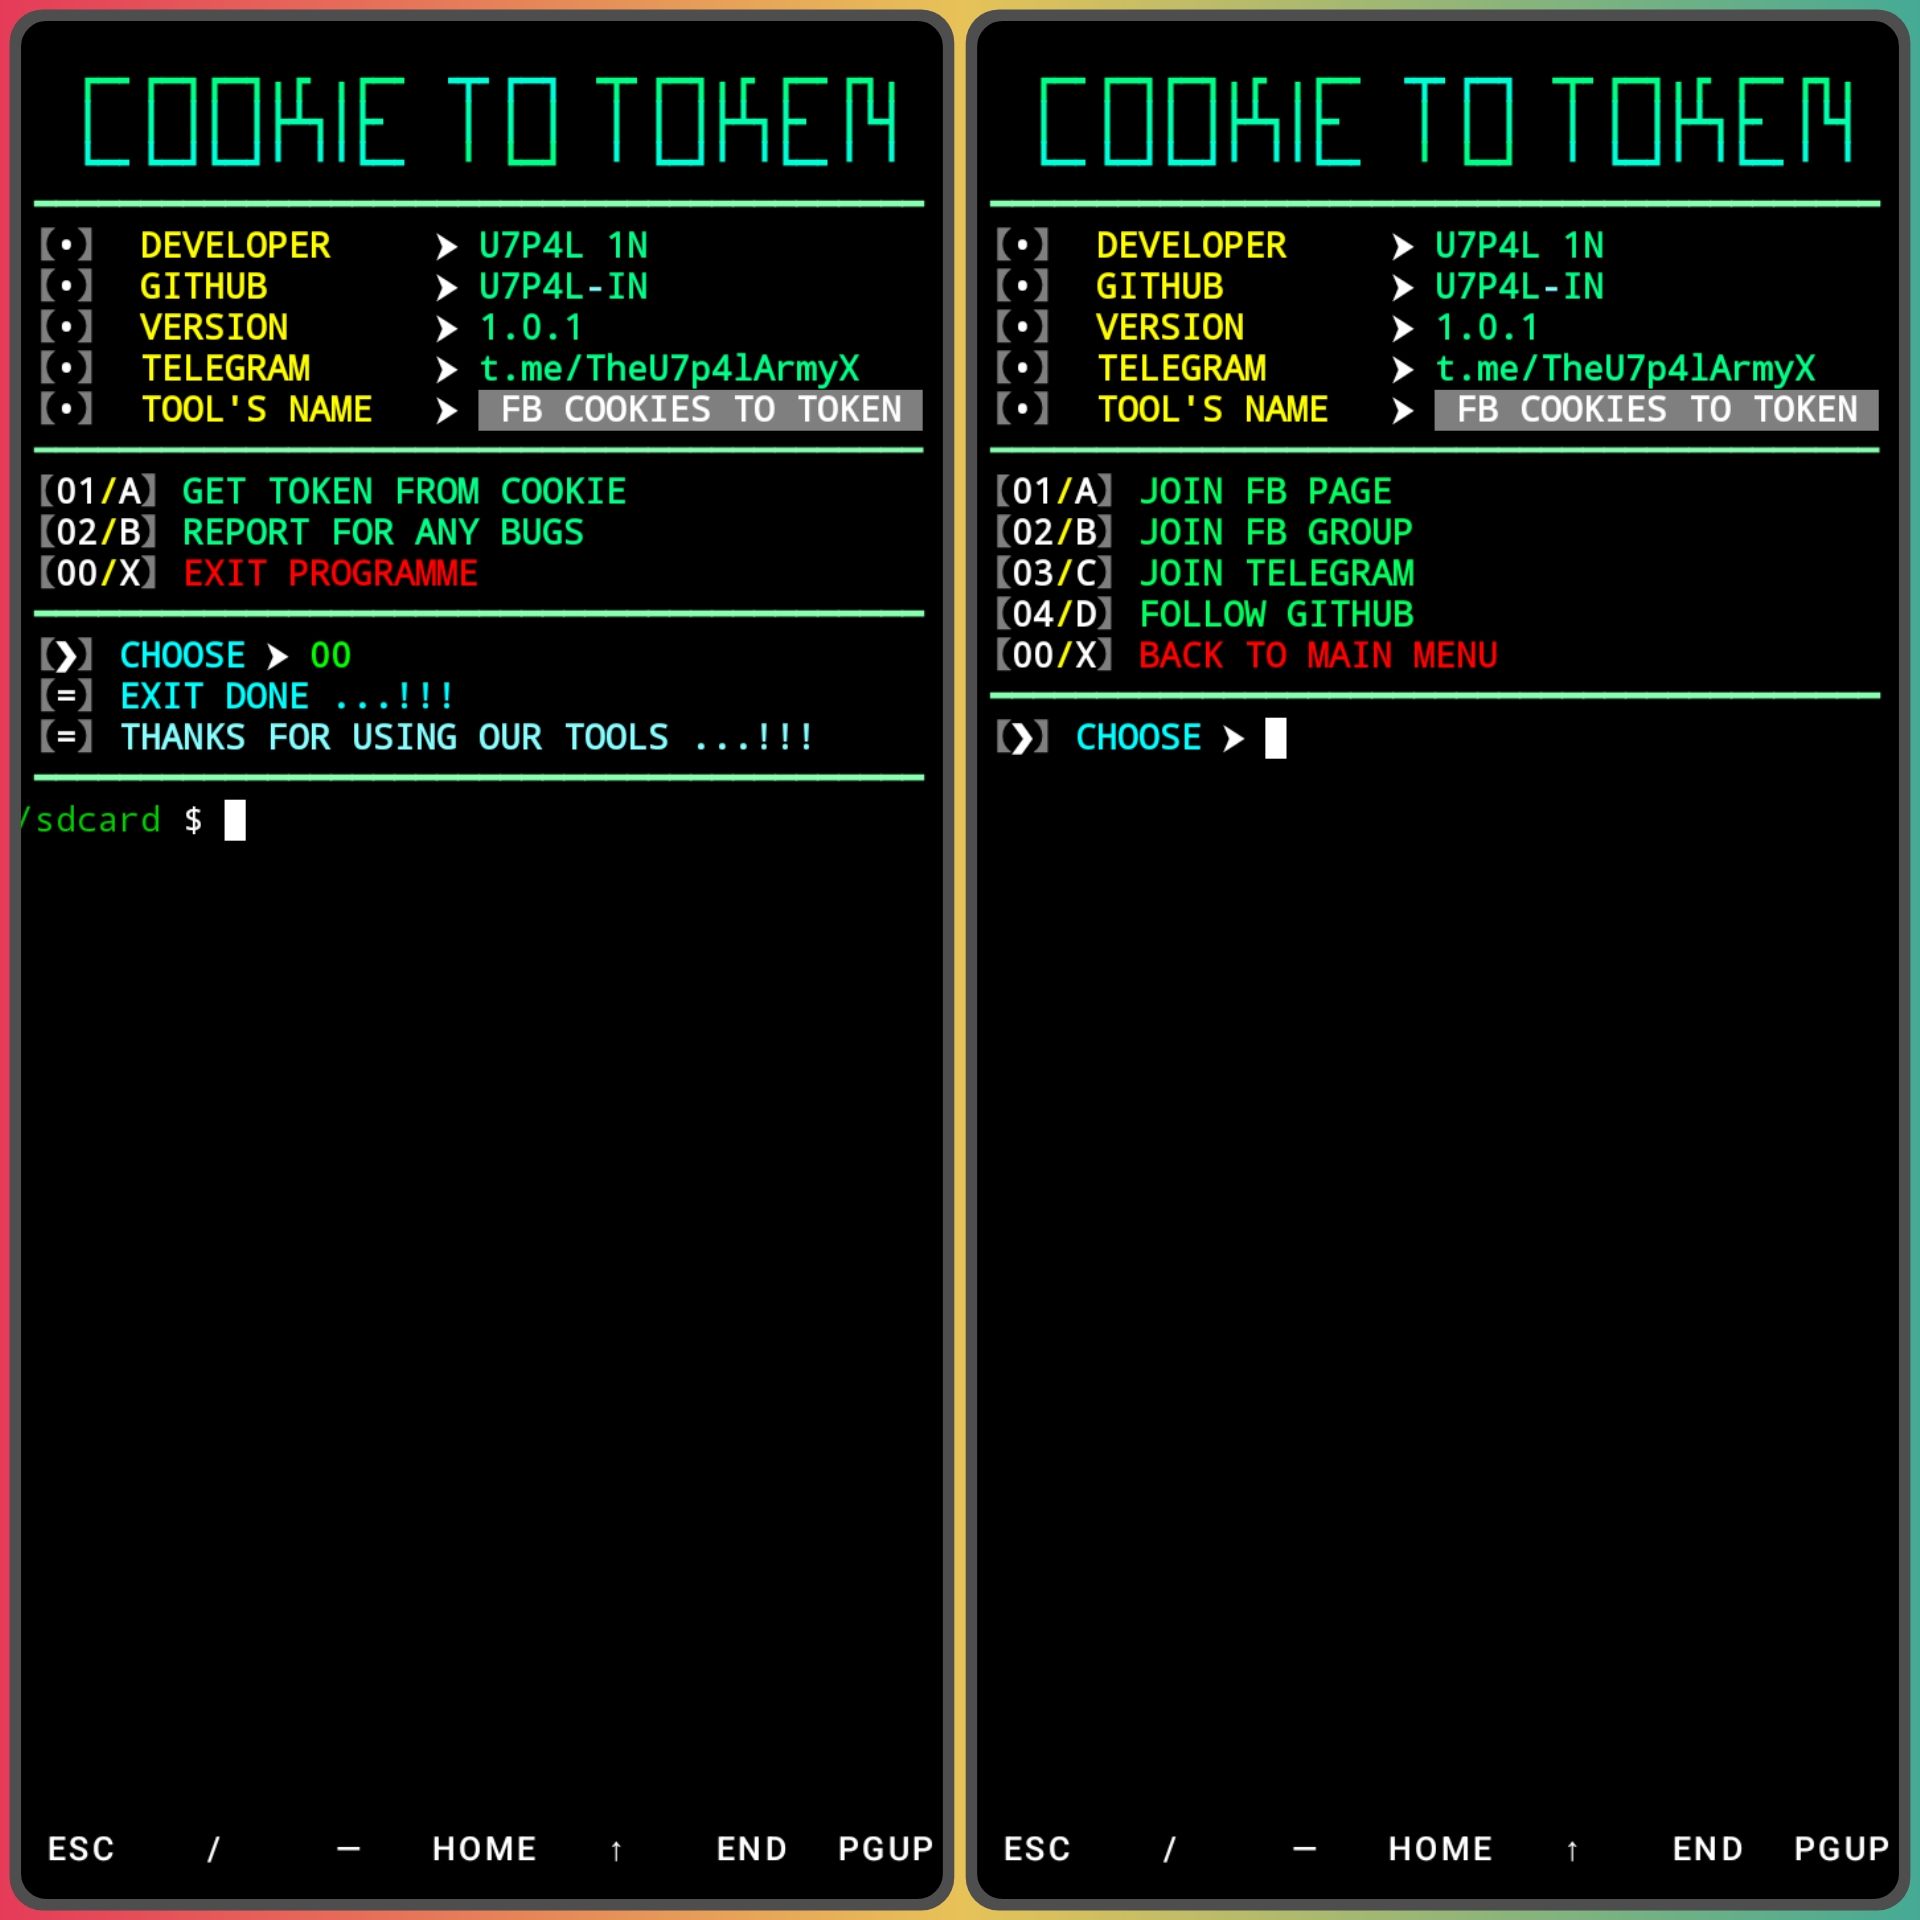 COOKIE TO TOKEN
[•] DEVELOPER ➤ U7P4L 1N
[•] GITHUB ➤ U7P4L-IN
[•] VERSION ➤ 1.0.1
[•] TELEGRAM ➤ t.me/TheU7p4lArmyX
[•] TOOL'S NAME ➤ FB COOKIES TO TOKEN
[01/A] GET TOKEN FROM COOKIE
[02/B] REPORT FOR ANY BUGS
[00/X] EXIT PROGRAMME
[❯] CHOOSE ➤ 00
[=] EXIT DONE ...!!!
[=] THANKS FOR USING OUR TOOLS ...!!!
/sdcard $
ESC / — HOME ↑ END PGUP
COOKIE TO TOKEN
[•] DEVELOPER ➤ U7P4L 1N
[•] GITHUB ➤ U7P4L-IN
[•] VERSION ➤ 1.0.1
[•] TELEGRAM ➤ t.me/TheU7p4lArmyX
[•] TOOL'S NAME ➤ FB COOKIES TO TOKEN
[01/A] JOIN FB PAGE
[02/B] JOIN FB GROUP
[03/C] JOIN TELEGRAM
[04/D] FOLLOW GITHUB
[00/X] BACK TO MAIN MENU
[❯] CHOOSE ➤
ESC / — HOME ↑ END PGUP